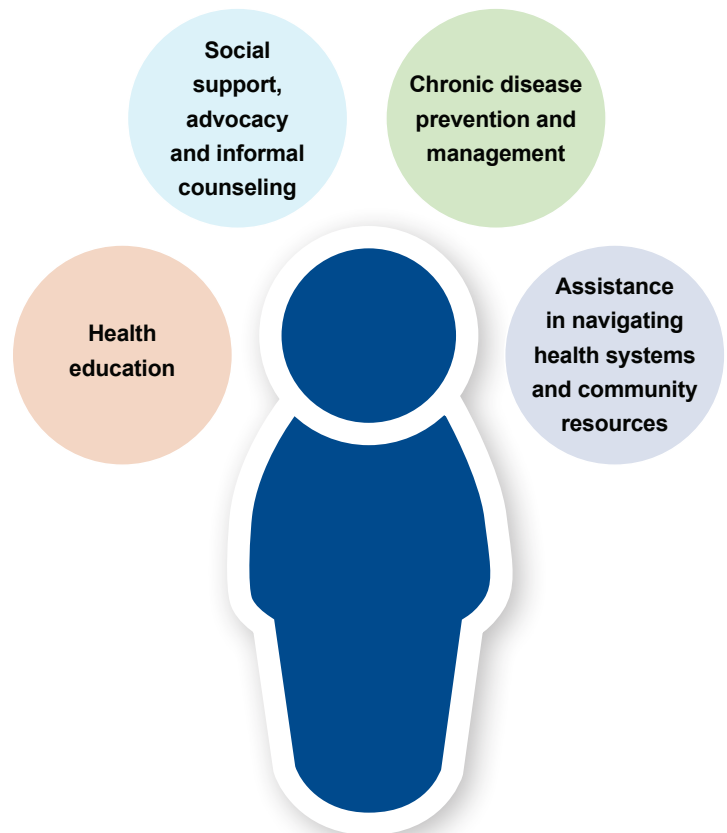 Social
support,
advocacy
and informal
counseling
Chronic disease
prevention and
management
Health
education
Assistance
in navigating
health systems
and community
resources